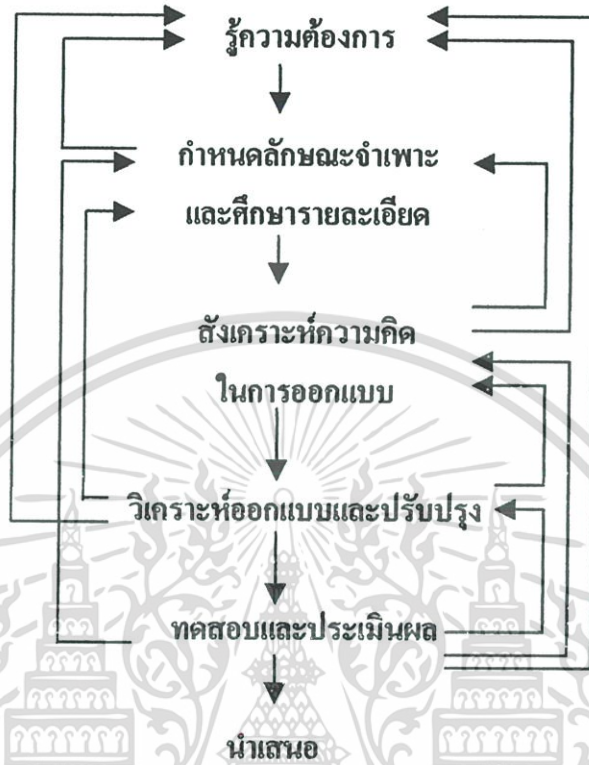 รู้ความต้องการ
กำหนดลักษณะจำเพาะ
และศึกษารายละเอียด
สังเคราะห์ความคิด
ในการออกแบบ
วิเคราะห์ออกแบบและปรับปรุง
ทดสอบและประเมินผล
นำเสนอ